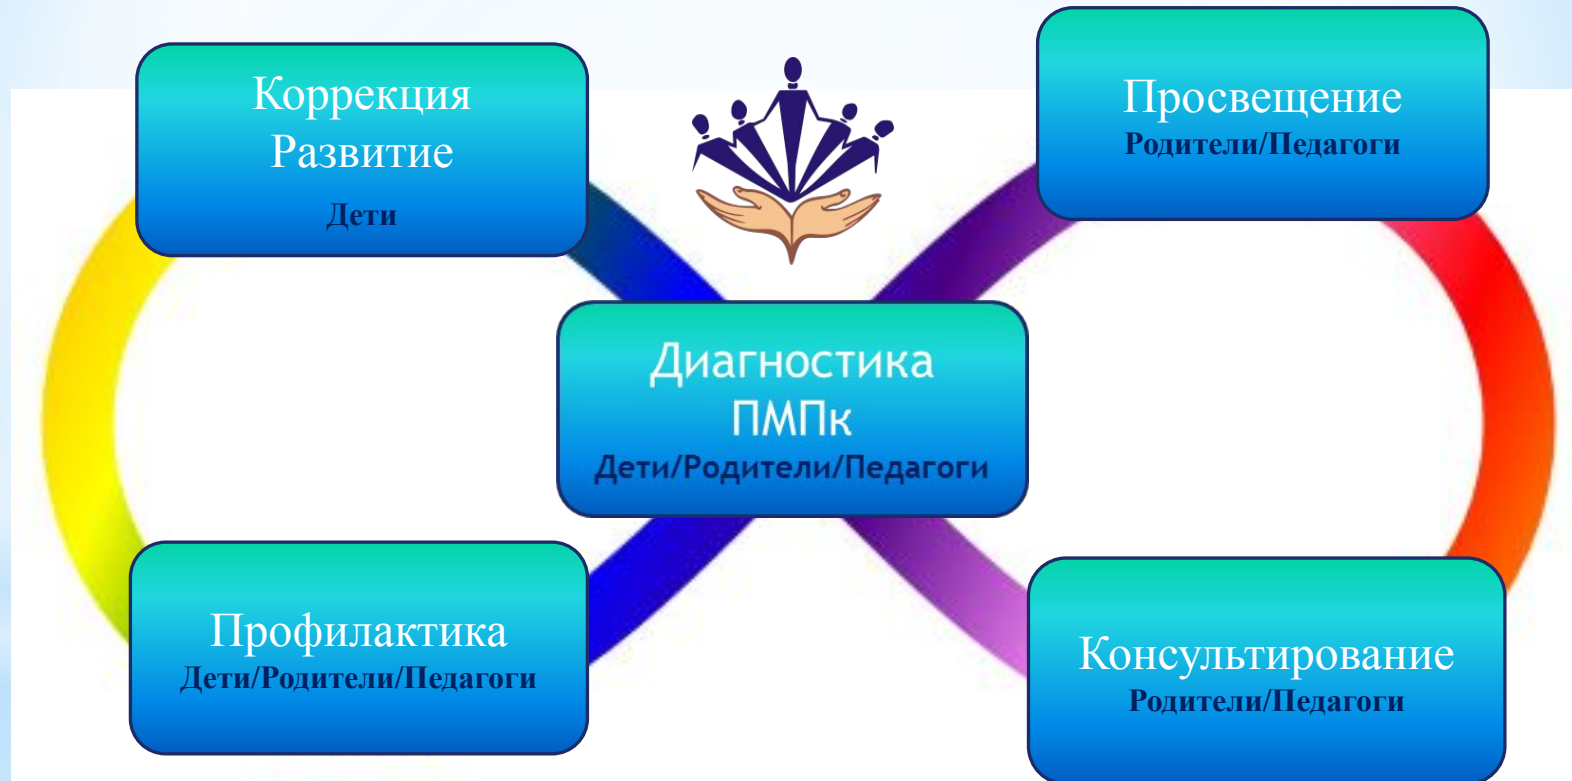 Коррекция
Развитие
Дети
Просвещение
Родители/Педагоги
Диагностика
ПМПк
Дети/Родители/Педагоги
Профилактика
Дети/Родители/Педагоги
Консультирование
Родители/Педагоги